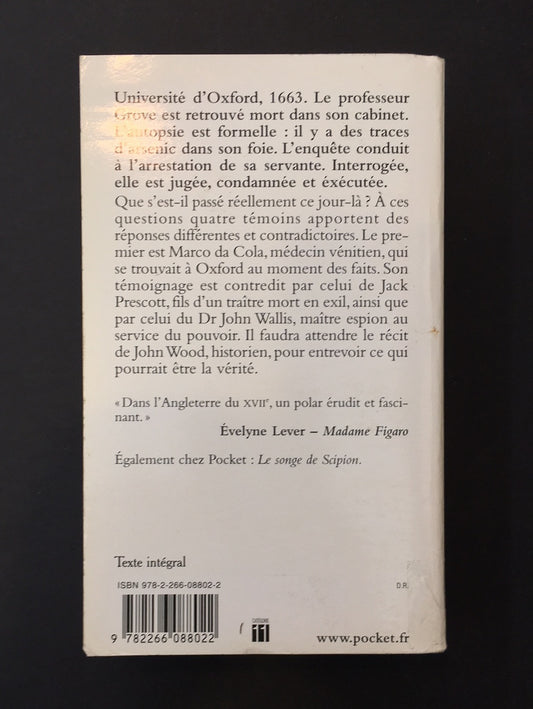 Université d'Oxford, 1663. Le professeur
Grove est retrouvé mort dans son cabinet.
L'autopsie est formelle : il y a des traces
d'arsenic dans son foie. L'enquête conduit
à l'arrestation de sa servante. Interrogée,
elle est jugée, condamnée et éxécutée.
Que s'est-il passé réellement ce jour-là ? À ces
questions quatre témoins apportent des
réponses différentes et contradictoires. Le pre-
mier est Marco da Cola, médecin vénitien, qui
se trouvait à Oxford au moment des faits. Son
témoignage est contredit par celui de Jack
Prescott, fils d'un traître mort en exil, ainsi que
par celui du Dr John Wallis, maître espion au
service du pouvoir. Il faudra attendre le récit
de John Wood, historien, pour entrevoir ce qui
pourrait être la vérité.
« Dans l'Angleterre du XVIIe, un polar érudit et fasci-
nant. »
Évelyne Lever – Madame Figaro
Également chez Pocket : Le songe de Scipion.
Texte intégral
ISBN 978-2-266-08802-2
D.R.
9 782266 088022
CATÉGORIE
11
www.pocket.fr